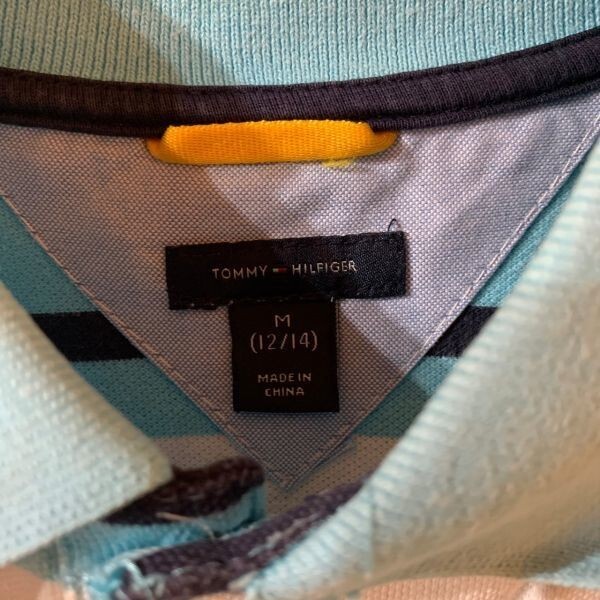 TOMMY HILFIGER
M
(12/14)
MADE IN
CHINA